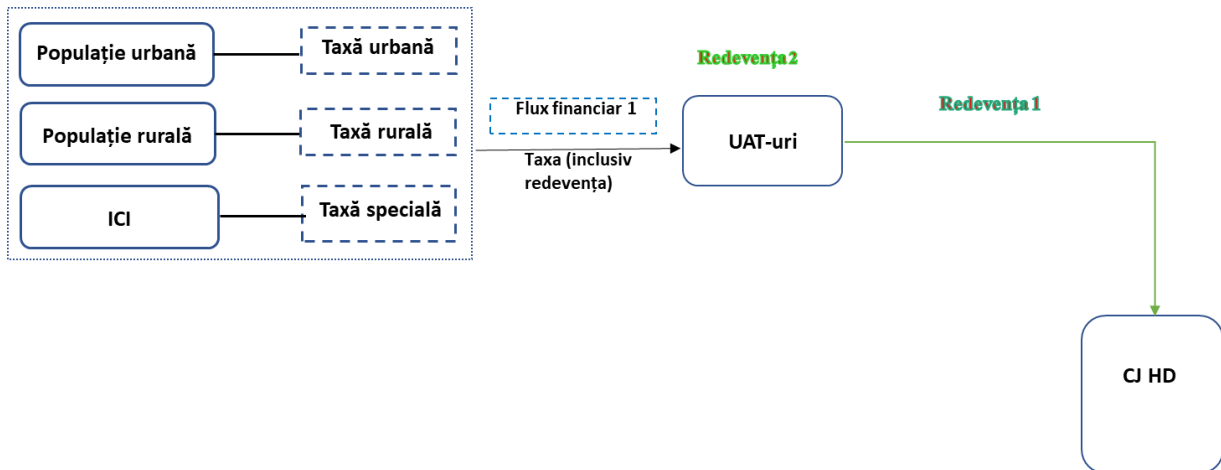 Populație urbană
Taxă urbană
Populație rurală
Taxă rurală
ICI
Taxă specială
Flux financiar 1
Taxa (inclusiv
redevența)
Redevența 2
UAT-uri
Redevența 1
CJ HD